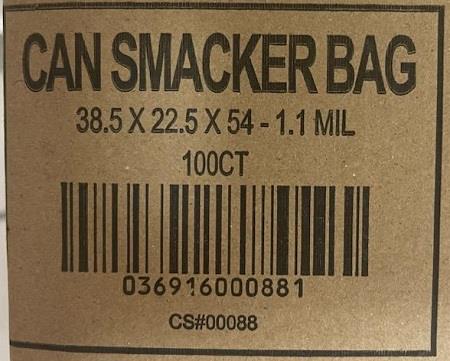 CAN SMACKER BAG
38.5 X 22.5 X 54 - 1.1 MIL
100CT
036916000881
CS#00088